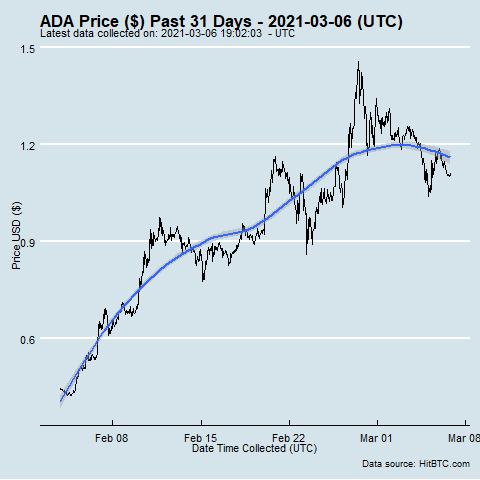 ADA Price ($) Past 31 Days - 2021-03-06 (UTC)
Latest data collected on: 2021-03-06 19:02:03 - UTC
1.5
1.2
0.9
0.6
Price USD ($)
Feb 08
Feb 15
Feb 22
Mar 01
Mar 08
Date Time Collected (UTC)
Data source: HitBTC.com